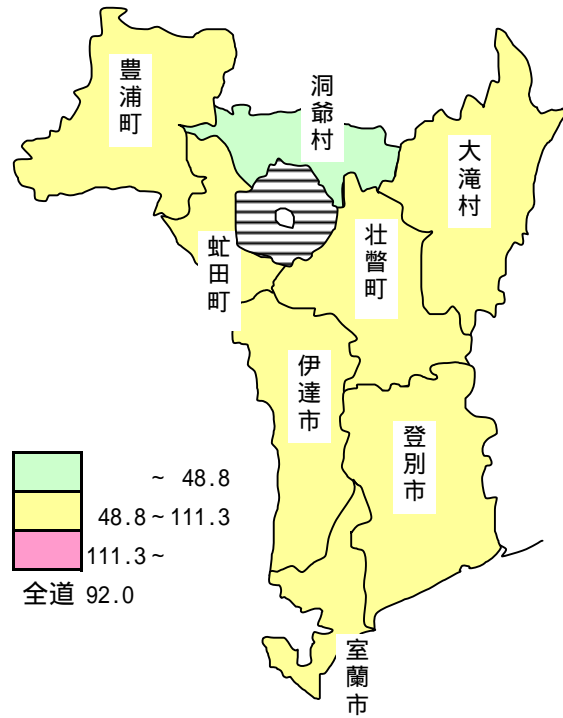 豊浦町
洞爺村
大滝村
虻田町
壮瞥町
伊達市
登別市
~ 48.8
48.8~111.3
111.3~
全道 92.0
室蘭市